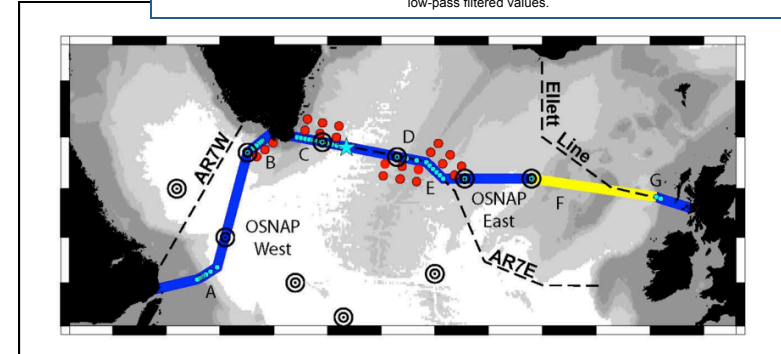 low-pass filtered values.
AR7W
B
C
D
E
Ellett
Line
G
F
OSNAP
West
OSNAP
East
AR7E
A